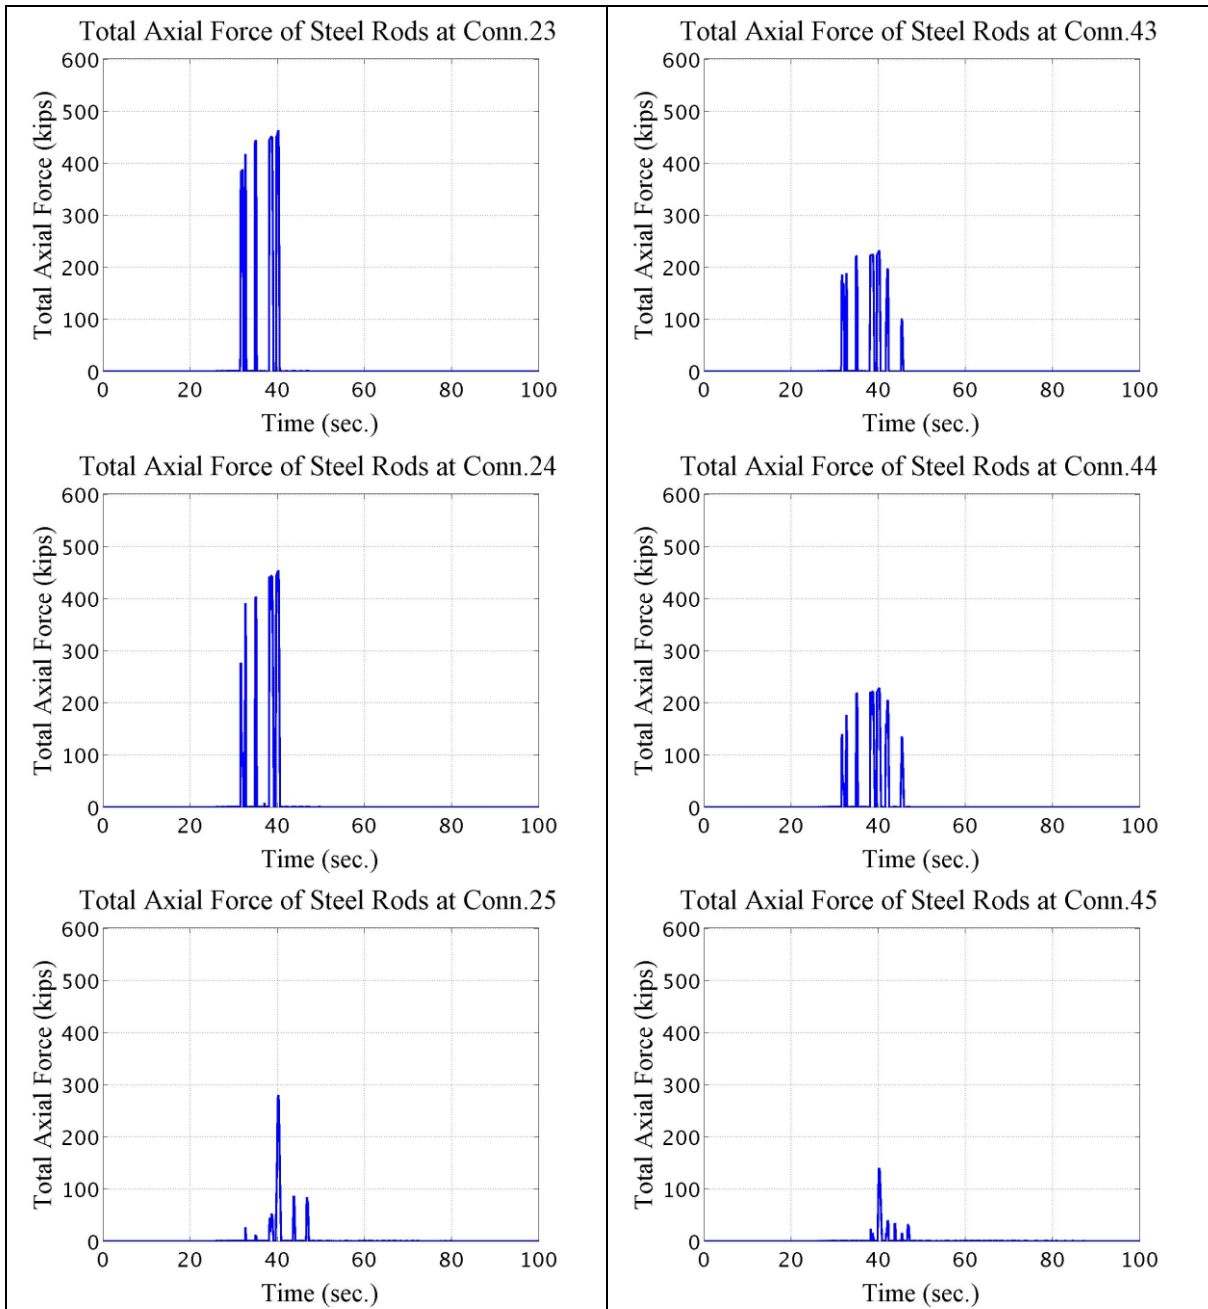 Total Axial Force of Steel Rods at Conn.23
Total Axial Force (kips)
600
500
400
300
200
100
0
0 20 40 60 80 100
Time (sec.)
Total Axial Force of Steel Rods at Conn.43
Total Axial Force (kips)
600
500
400
300
200
100
0
0 20 40 60 80 100
Time (sec.)
Total Axial Force of Steel Rods at Conn.24
Total Axial Force (kips)
600
500
400
300
200
100
0
0 20 40 60 80 100
Time (sec.)
Total Axial Force of Steel Rods at Conn.44
Total Axial Force (kips)
600
500
400
300
200
100
0
0 20 40 60 80 100
Time (sec.)
Total Axial Force of Steel Rods at Conn.25
Total Axial Force (kips)
600
500
400
300
200
100
0
0 20 40 60 80 100
Time (sec.)
Total Axial Force of Steel Rods at Conn.45
Total Axial Force (kips)
600
500
400
300
200
100
0
0 20 40 60 80 100
Time (sec.)